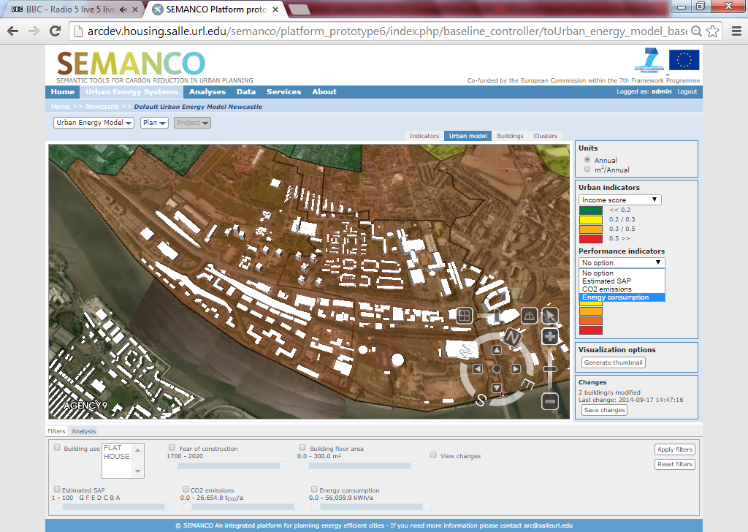 BBC - Radio 5 live 5 live
SEMANCO Platform proto
arcdev.housing.salle.url.edu/semanco/platform_prototype6/index.php/baseline_controller/toUrban_energy_model_base
SEMANCO
SEMANTIC TOOLS FOR CARBON REDUCTION IN URBAN PLANNING
Co-funded by the European Commission within the 7th Framework Programme
Home Urban Energy Systems Analyses Data Services About
Logged as: admin Logout
Home >> Newcastle >> Default Urban Energy Model Newcastle
Urban Energy Model Plan Project
Indicators Urban model Buildings Clusters
Units
Annual
m²/Annual
Urban indicators
Income score
<< 0.2
0.2 / 0.3
0.3 / 0.5
0.5 >>
Performance indicators
No option
No option
Estimated SAP
CO2 emissions
Energy consumption
Visualization options
Generate thumbnail
Changes
2 building/s modified
Last change: 2014-09-17 14:47:16
Save changes
N
E
S
AGENCY9
Filters Analysis
Building use
FLAT
HOUSE
Year of construction
1700 - 2020
Building floor area
0.0 - 300.0 m²
View changes
Apply filters
Reset filters
Estimated SAP
1 - 100 G F E D C B A
CO2 emissions
0.0 - 26,654.8 tCO2/a
Energy consumption
0.0 - 56,059.9 kWh/a
© SEMANCO An integrated platform for planning energy efficient cities - If you need more information please contact arc@salleurl.edu